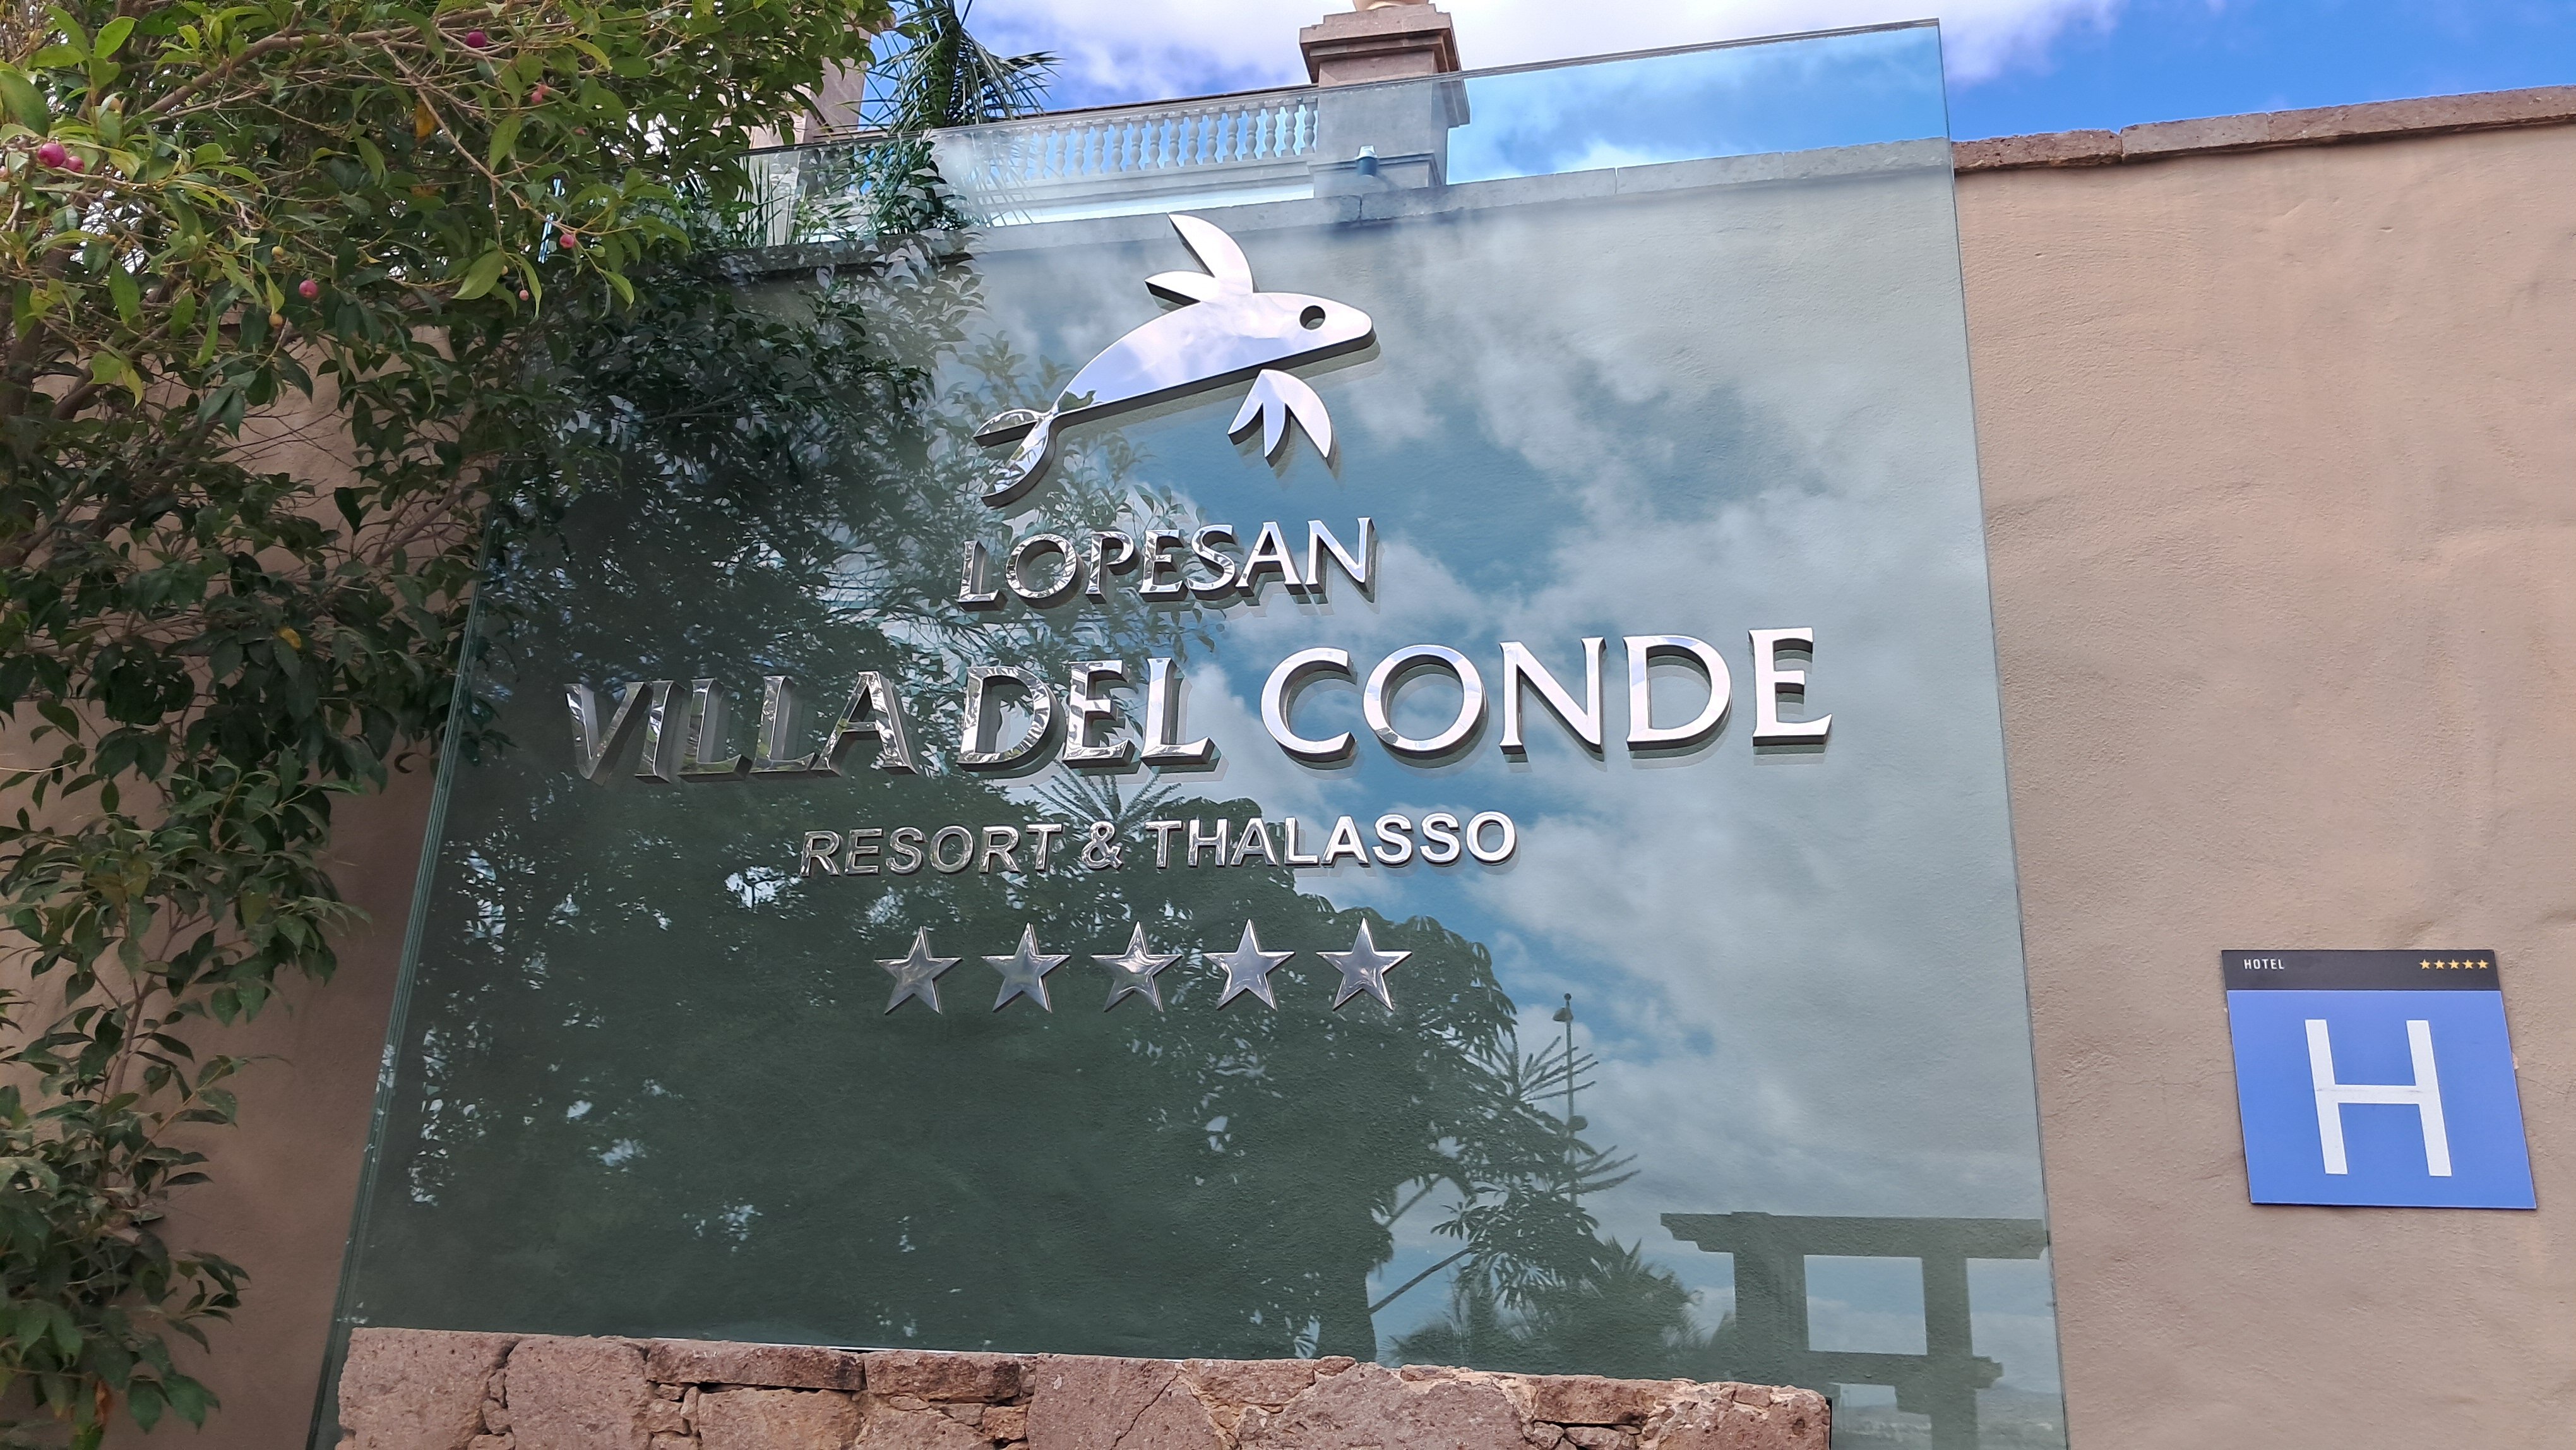 LOPESAN
VILLA DEL CONDE
RESORT & THALASSO
HOTEL
H